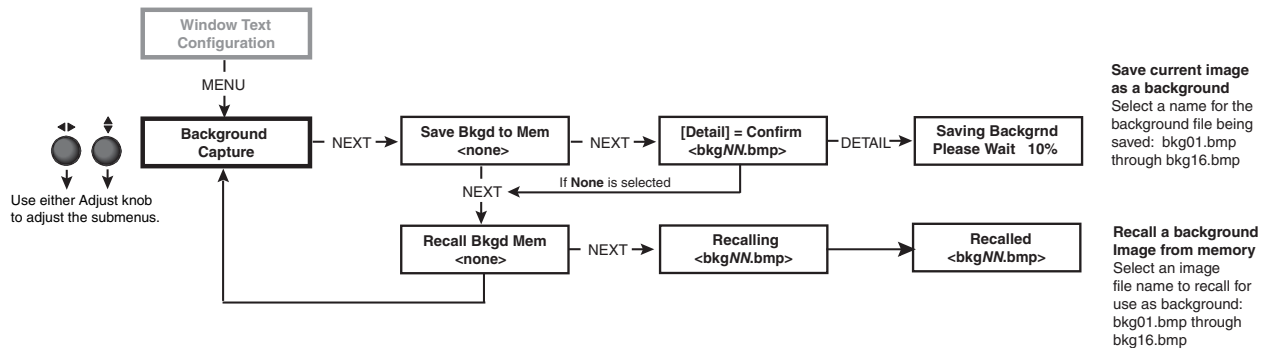 Window Text
Configuration
MENU
Use either Adjust knob
to adjust the submenus.
Background
Capture
NEXT
Save Bkgd to Mem
<none>
NEXT
[Detail] = Confirm
<bkgNN.bmp>
DETAIL
Saving Backgrnd
Please Wait 10%
If None is selected
NEXT
Recall Bkgd Mem
<none>
NEXT
Recalling
<bkgNN.bmp>
Recalled
<bkgNN.bmp>
Save current image
as a background
Select a name for the
background file being
saved: bkg01.bmp
through bkg16.bmp
Recall a background
Image from memory
Select an image
file name to recall for
use as background:
bkg01.bmp through
bkg16.bmp